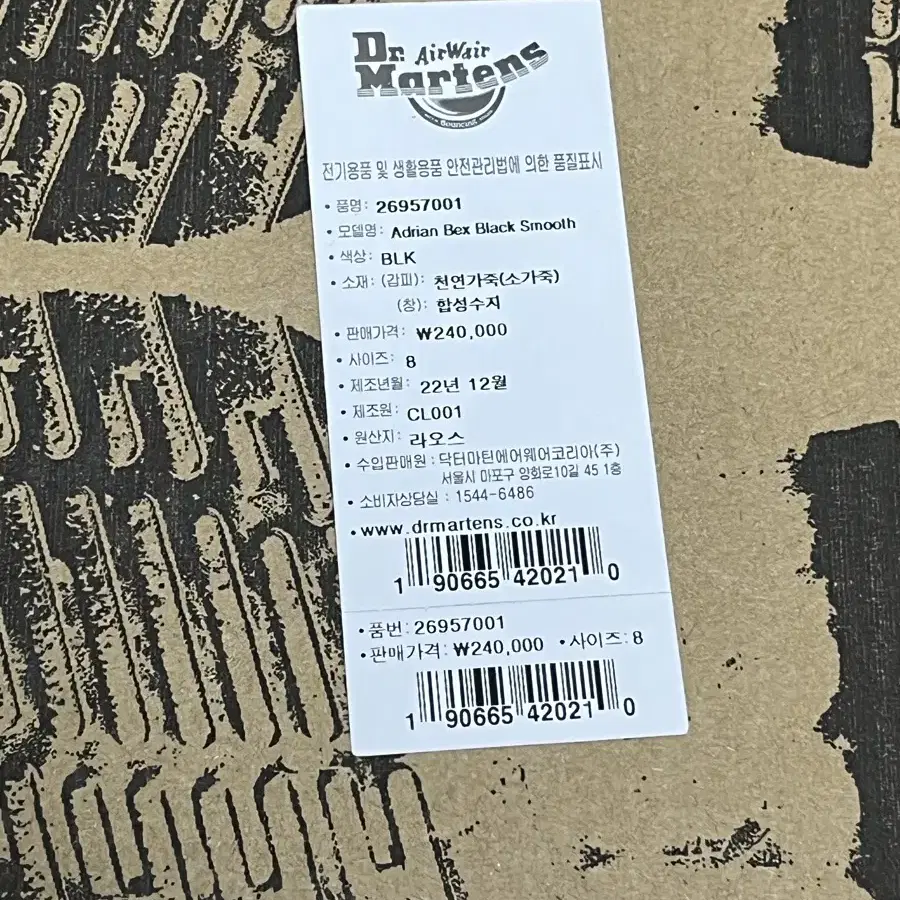 Dr. AirWair
Martens
Bouncing
전기용품 및 생활용품 안전관리법에 의한 품질표시
• 품명: 26957001
• 모델명: Adrian Bex Black Smooth
• 색상: BLK
• 소재: (갑피): 천연가죽(소가죽)
(창): 합성수지
• 판매가격: ₩240,000
• 사이즈: 8
• 제조년월: 22년 12월
• 제조원: CL001
• 원산지: 라오스
• 수입판매원 : 닥터마틴에어웨어코리아(주)
서울시 마포구 양화로10길 45 1층
• 소비자상담실 : 1544-6486
• www.drmartens.co.kr
1 90665 42021 0
• 품번: 26957001
• 판매가격: ₩240,000 • 사이즈: 8
1 90665 42021 0